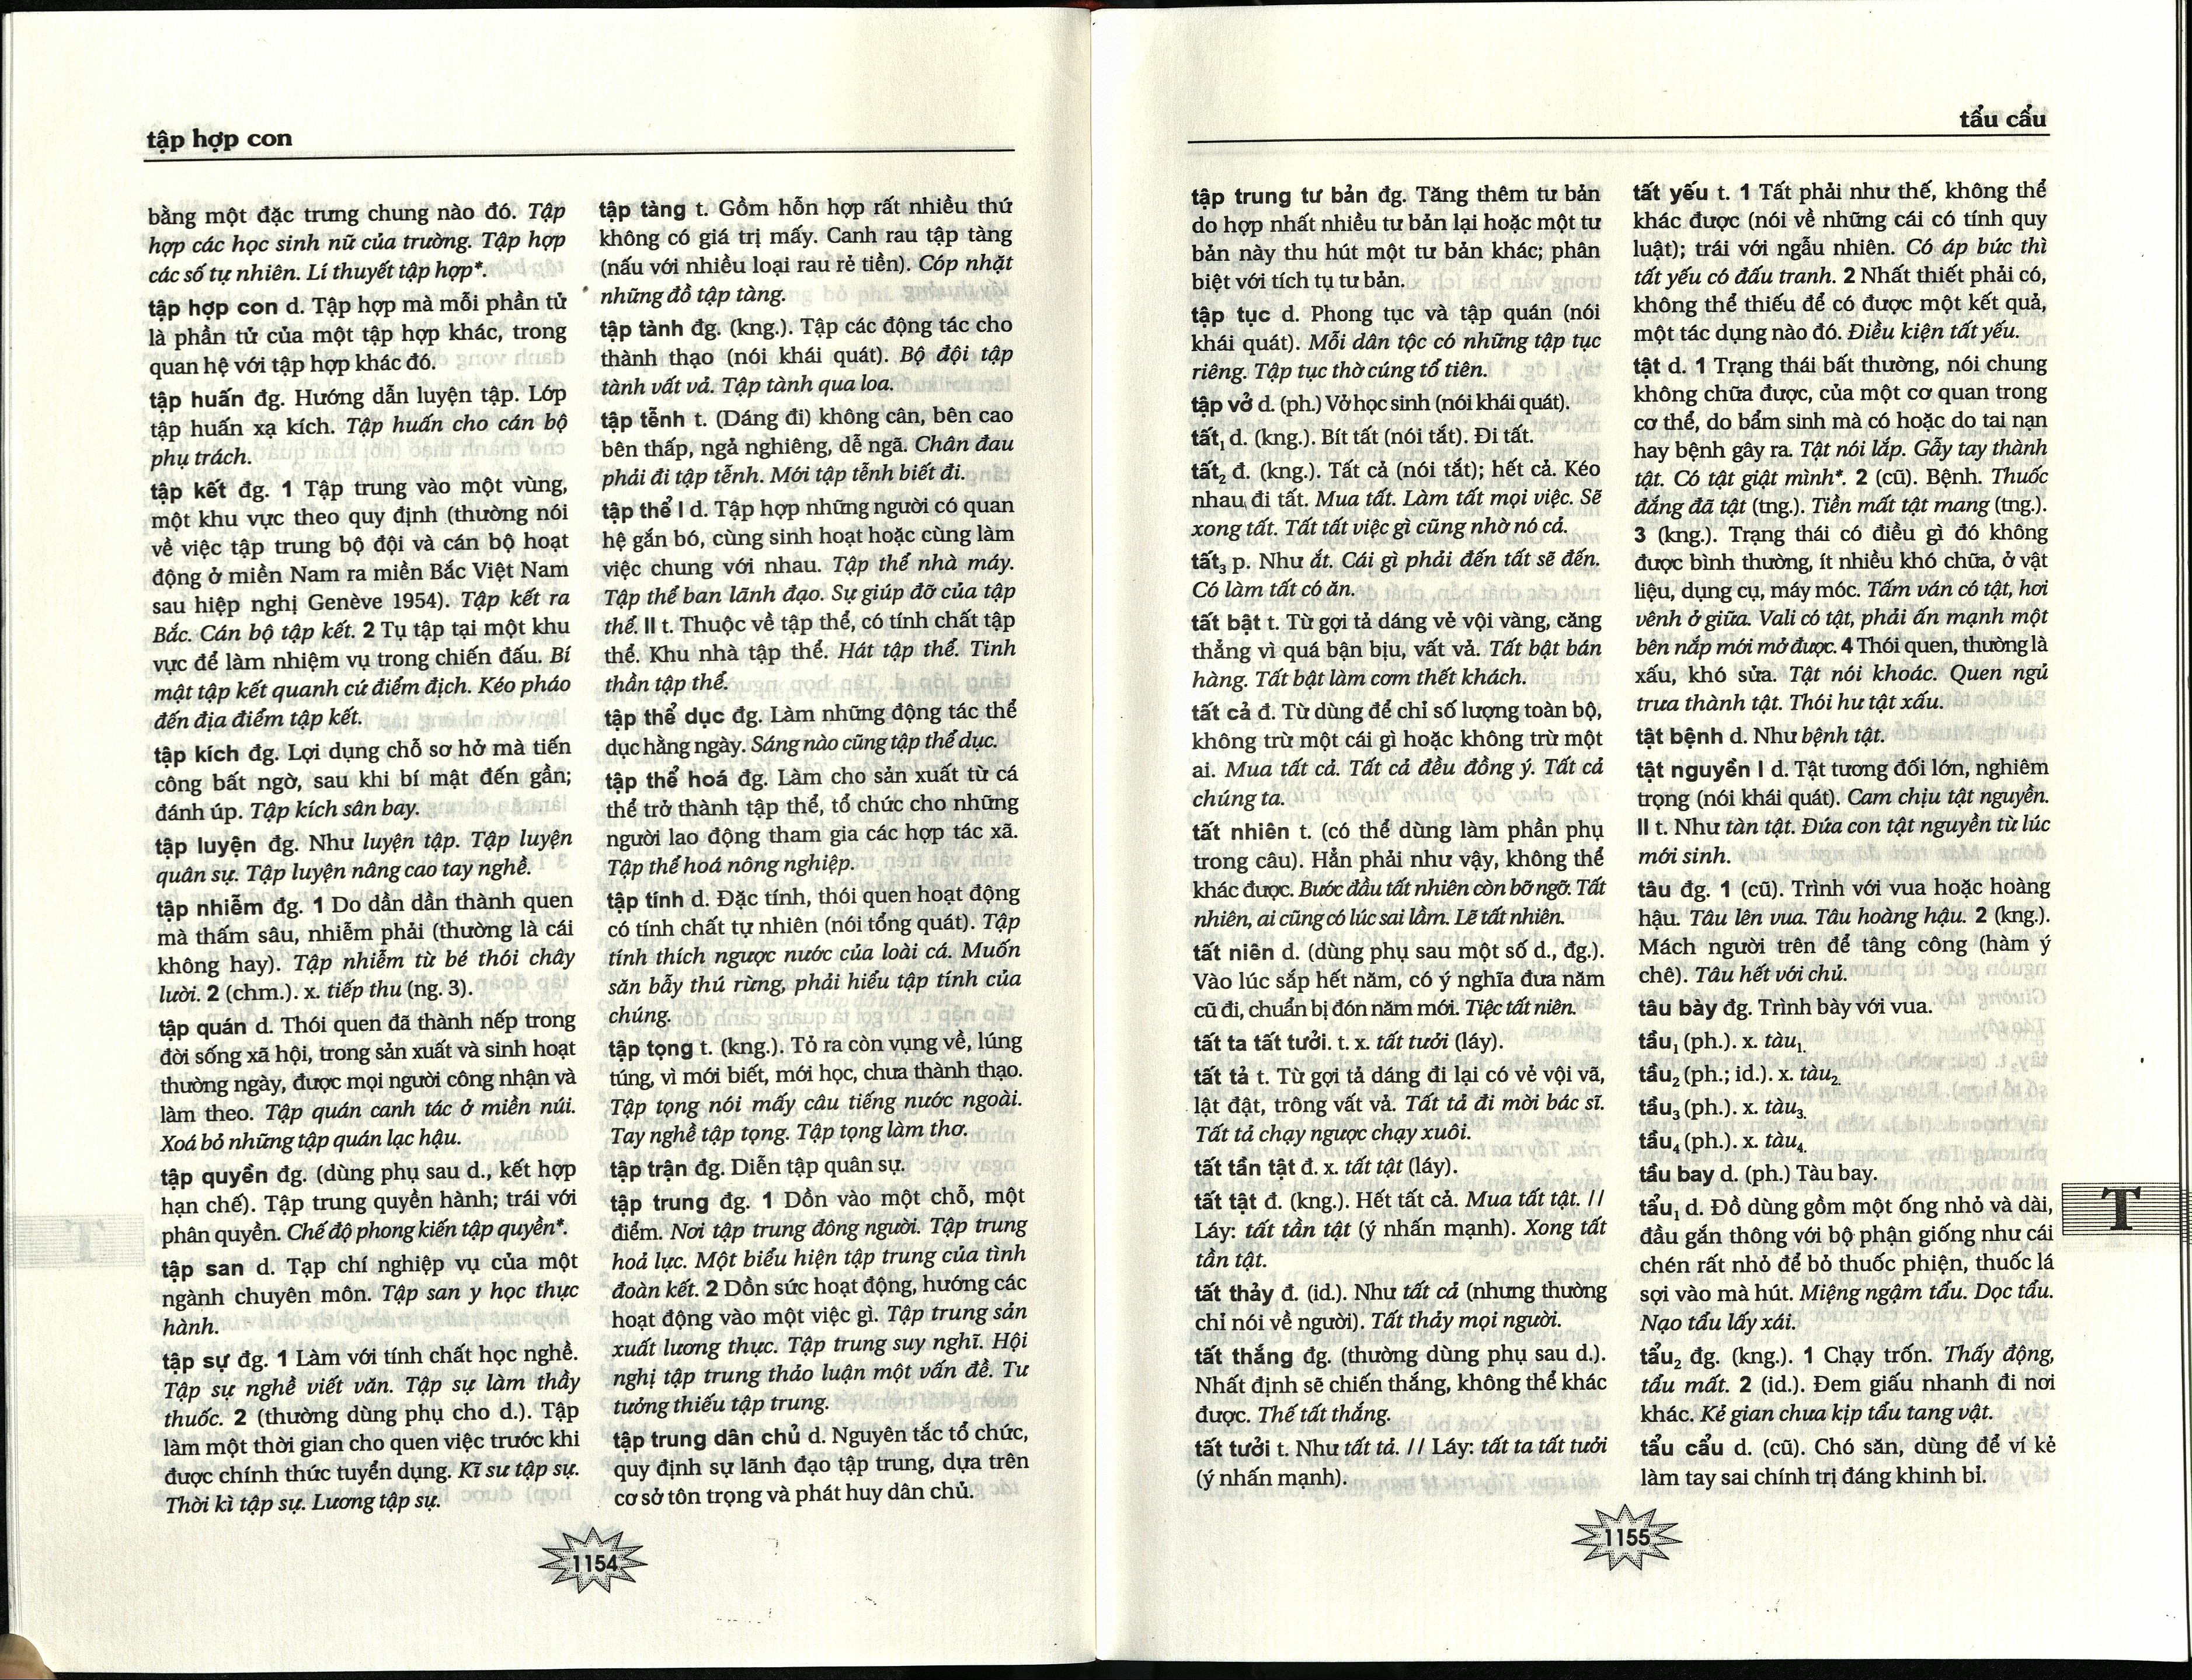 tập hợp con
bằng một đặc trưng chung nào đó. Tập
hợp các học sinh nữ của trường. Tập hợp
các số tự nhiên. Lí thuyết tập hợp*.
tập hợp con d. Tập hợp mà mỗi phần tử
là phần tử của một tập hợp khác, trong
quan hệ với tập hợp khác đó.
tập huấn đg. Hướng dẫn luyện tập. Lớp
tập huấn xạ kích. Tập huấn cho cán bộ
phụ trách.
tập kết đg. 1 Tập trung vào một vùng,
một khu vực theo quy định (thường nói
về việc tập trung bộ đội và cán bộ hoạt
động ở miền Nam ra miền Bắc Việt Nam
sau hiệp nghị Genève 1954). Tập kết ra
Bắc. Cán bộ tập kết. 2 Tụ tập tại một khu
vực để làm nhiệm vụ trong chiến đấu. Bí
mật tập kết quanh cứ điểm địch. Kéo pháo
đến địa điểm tập kết.
tập kích đg. Lợi dụng chỗ sơ hở mà tiến
công bất ngờ, sau khi bí mật đến gần;
đánh úp. Tập kích sân bay.
tập luyện đg. Như luyện tập. Tập luyện
quân sự. Tập luyện nâng cao tay nghề.
tập nhiễm đg. 1 Do dần dần thành quen
mà thấm sâu, nhiễm phải (thường là cái
không hay). Tập nhiễm từ bé thói chây
lười. 2 (chm.). x. tiếp thu (ng. 3).
tập quán d. Thói quen đã thành nếp trong
đời sống xã hội, trong sản xuất và sinh hoạt
thường ngày, được mọi người công nhận và
làm theo. Tập quán canh tác ở miền núi.
Xoá bỏ những tập quán lạc hậu.
tập quyền đg. (dùng phụ sau d., kết hợp
hạn chế). Tập trung quyền hành; trái với
phân quyền. Chế độ phong kiến tập quyền*.
tập san d. Tạp chí nghiệp vụ của một
ngành chuyên môn. Tập san y học thực
hành.
tập sự đg. 1 Làm với tính chất học nghề.
Tập sự nghề viết văn. Tập sự làm thầy
thuốc. 2 (thường dùng phụ cho d.). Tập
làm một thời gian cho quen việc trước khi
được chính thức tuyển dụng. Kĩ sư tập sự.
Thời kì tập sự. Lương tập sự.
tập tàng t. Gồm hỗn hợp rất nhiều thứ
không có giá trị mấy. Canh rau tập tàng
(nấu với nhiều loại rau rẻ tiền). Cóp nhặt
những đồ tập tàng.
tập tành đg. (kng.). Tập các động tác cho
thành thạo (nói khái quát). Bộ đội tập
tành vất vả. Tập tành qua loa.
tập tễnh t. (Dáng đi) không cân, bên cao
bên thấp, ngả nghiêng, dễ ngã. Chân đau
phải đi tập tễnh. Mới tập tễnh biết đi.
tập thể I d. Tập hợp những người có quan
hệ gắn bó, cùng sinh hoạt hoặc cùng làm
việc chung với nhau. Tập thể nhà máy.
Tập thể ban lãnh đạo. Sự giúp đỡ của tập
thể. II t. Thuộc về tập thể, có tính chất tập
thể. Khu nhà tập thể. Hát tập thể. Tinh
thần tập thể.
tập thể dục đg. Làm những động tác thể
dục hằng ngày. Sáng nào cũng tập thể dục.
tập thể hoá đg. Làm cho sản xuất từ cá
thể trở thành tập thể, tổ chức cho những
người lao động tham gia các hợp tác xã.
Tập thể hoá nông nghiệp.
tập tính d. Đặc tính, thói quen hoạt động
có tính chất tự nhiên (nói tổng quát). Tập
tính thích ngược nước của loài cá. Muốn
săn bẫy thú rừng, phải hiểu tập tính của
chúng.
tập tọng t. (kng.). Tỏ ra còn vụng về, lúng
túng, vì mới biết, mới học, chưa thành thạo.
Tập tọng nói mấy câu tiếng nước ngoài.
Tay nghề tập tọng. Tập tọng làm thơ.
tập trận đg. Diễn tập quân sự.
tập trung đg. 1 Dồn vào một chỗ, một
điểm. Nơi tập trung đông người. Tập trung
hoả lực. Một biểu hiện tập trung của tình
đoàn kết. 2 Dồn sức hoạt động, hướng các
hoạt động vào một việc gì. Tập trung sản
xuất lương thực. Tập trung suy nghĩ. Hội
nghị tập trung thảo luận một vấn đề. Tư
tưởng thiếu tập trung.
tập trung dân chủ d. Nguyên tắc tổ chức,
quy định sự lãnh đạo tập trung, dựa trên
cơ sở tôn trọng và phát huy dân chủ.
1154
tẩu cẩu
tập trung tư bản đg. Tăng thêm tư bản
do hợp nhất nhiều tư bản lại hoặc một tư
bản này thu hút một tư bản khác; phân
biệt với tích tụ tư bản.
tập tục d. Phong tục và tập quán (nói
khái quát). Mỗi dân tộc có những tập tục
riêng. Tập tục thờ cúng tổ tiên.
tập vở d. (ph.) Vở học sinh (nói khái quát).
tất₁ d. (kng.). Bít tất (nói tắt). Đi tất.
tất₂ đ. (kng.). Tất cả (nói tắt); hết cả. Kéo
nhau đi tất. Mua tất. Làm tất mọi việc. Sẽ
xong tất. Tất tất việc gì cũng nhờ nó cả.
tất₃ p. Như ắt. Cái gì phải đến tất sẽ đến.
Có làm tất có ăn.
tất bật t. Từ gợi tả dáng vẻ vội vàng, căng
thẳng vì quá bận bịu, vất vả. Tất bật bán
hàng. Tất bật làm cơm thết khách.
tất cả đ. Từ dùng để chỉ số lượng toàn bộ,
không trừ một cái gì hoặc không trừ một
ai. Mua tất cả. Tất cả đều đồng ý. Tất cả
chúng ta.
tất nhiên t. (có thể dùng làm phần phụ
trong câu). Hẳn phải như vậy, không thể
khác được. Bước đầu tất nhiên còn bỡ ngỡ. Tất
nhiên, ai cũng có lúc sai lầm. Lẽ tất nhiên.
tất niên d. (dùng phụ sau một số d., đg.).
Vào lúc sắp hết năm, có ý nghĩa đưa năm
cũ đi, chuẩn bị đón năm mới. Tiệc tất niên.
tất ta tất tưởi. t. x. tất tưởi (láy).
tất tả t. Từ gợi tả dáng đi lại có vẻ vội vã,
lật đật, trông vất vả. Tất tả đi mời bác sĩ.
Tất tả chạy ngược chạy xuôi.
tất tần tật đ. x. tất tật (láy).
tất tật đ. (kng.). Hết tất cả. Mua tất tật. //
Láy: tất tần tật (ý nhấn mạnh). Xong tất
tần tật.
tất thảy đ. (id.). Như tất cả (nhưng thường
chỉ nói về người). Tất thảy mọi người.
tất thắng đg. (thường dùng phụ sau d.).
Nhất định sẽ chiến thắng, không thể khác
được. Thế tất thắng.
tất tưởi t. Như tất tả. // Láy: tất ta tất tưởi
(ý nhấn mạnh).
tất yếu t. 1 Tất phải như thế, không thể
khác được (nói về những cái có tính quy
luật); trái với ngẫu nhiên. Có áp bức thì
tất yếu có đấu tranh. 2 Nhất thiết phải có,
không thể thiếu để có được một kết quả,
một tác dụng nào đó. Điều kiện tất yếu.
tật d. 1 Trạng thái bất thường, nói chung
không chữa được, của một cơ quan trong
cơ thể, do bẩm sinh mà có hoặc do tai nạn
hay bệnh gây ra. Tật nói lắp. Gẫy tay thành
tật. Có tật giật mình*. 2 (cũ). Bệnh. Thuốc
đắng đã tật (tng.). Tiền mất tật mang (tng.).
3 (kng.). Trạng thái có điều gì đó không
được bình thường, ít nhiều khó chữa, ở vật
liệu, dụng cụ, máy móc. Tấm ván có tật, hơi
vênh ở giữa. Vali có tật, phải ấn mạnh một
bên nắp mới mở được. 4 Thói quen, thường là
xấu, khó sửa. Tật nói khoác. Quen ngủ
trưa thành tật. Thói hư tật xấu.
tật bệnh d. Như bệnh tật.
tật nguyền I d. Tật tương đối lớn, nghiêm
trọng (nói khái quát). Cam chịu tật nguyền.
II t. Như tàn tật. Đứa con tật nguyền từ lúc
mới sinh.
tâu đg. 1 (cũ). Trình với vua hoặc hoàng
hậu. Tâu lên vua. Tâu hoàng hậu. 2 (kng.).
Mách người trên để tâng công (hàm ý
chê). Tâu hết với chủ.
tâu bày đg. Trình bày với vua.
tầu₁ (ph.). x. tàu₁.
tầu₂ (ph.; id.). x. tàu₂.
tầu₃ (ph.). x. tàu₃.
tầu₄ (ph.). x. tàu₄.
tầu bay d. (ph.) Tàu bay.
tẩu₁ d. Đồ dùng gồm một ống nhỏ và dài,
đầu gắn thông với bộ phận giống như cái
chén rất nhỏ để bỏ thuốc phiện, thuốc lá
sợi vào mà hút. Miệng ngậm tẩu. Dọc tẩu.
Nạo tẩu lấy xái.
tẩu₂ đg. (kng.). 1 Chạy trốn. Thấy động,
tẩu mất. 2 (id.). Đem giấu nhanh đi nơi
khác. Kẻ gian chưa kịp tẩu tang vật.
tẩu cẩu d. (cũ). Chó săn, dùng để ví kẻ
làm tay sai chính trị đáng khinh bỉ.
T
1155